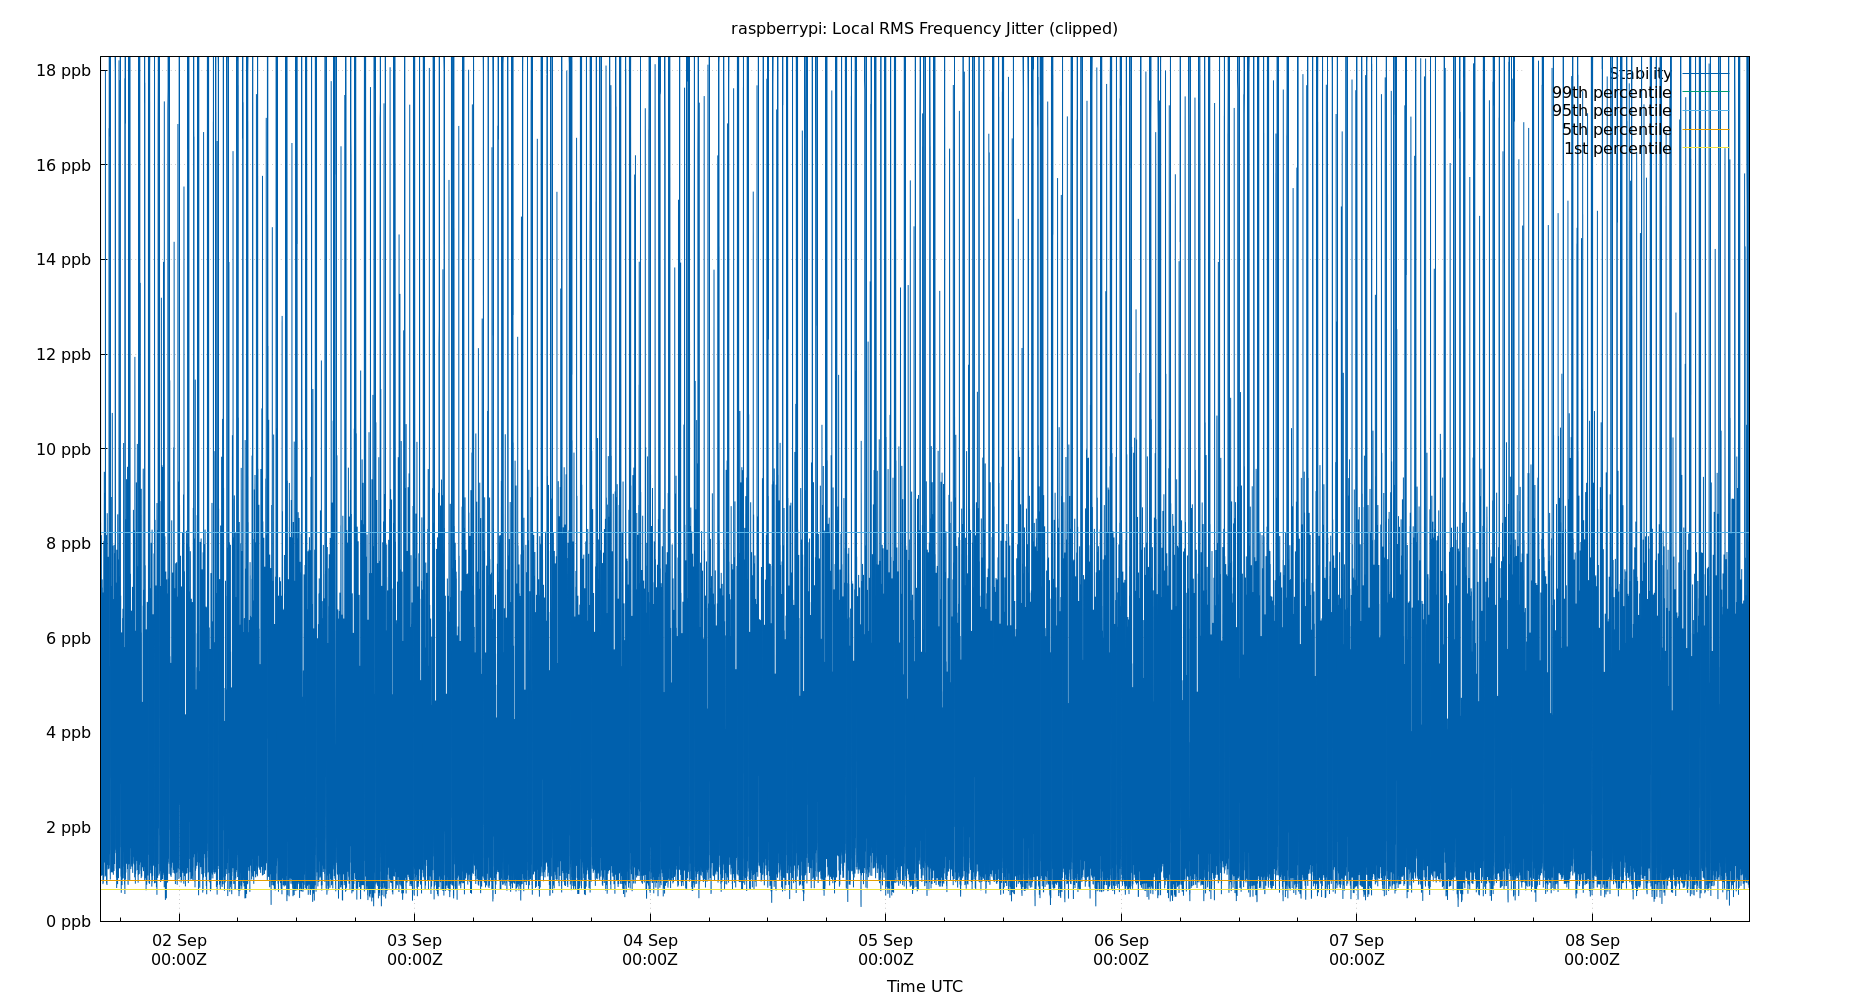 raspberrypi: Local RMS Frequency Jitter (clipped)
18 ppb
16 ppb
14 ppb
12 ppb
10 ppb
8 ppb
6 ppb
4 ppb
2 ppb
0 ppb
Stability
99th percentile
95th percentile
5th percentile
1st percentile
02 Sep
00:00Z
03 Sep
00:00Z
04 Sep
00:00Z
05 Sep
00:00Z
06 Sep
00:00Z
07 Sep
00:00Z
08 Sep
00:00Z
Time UTC